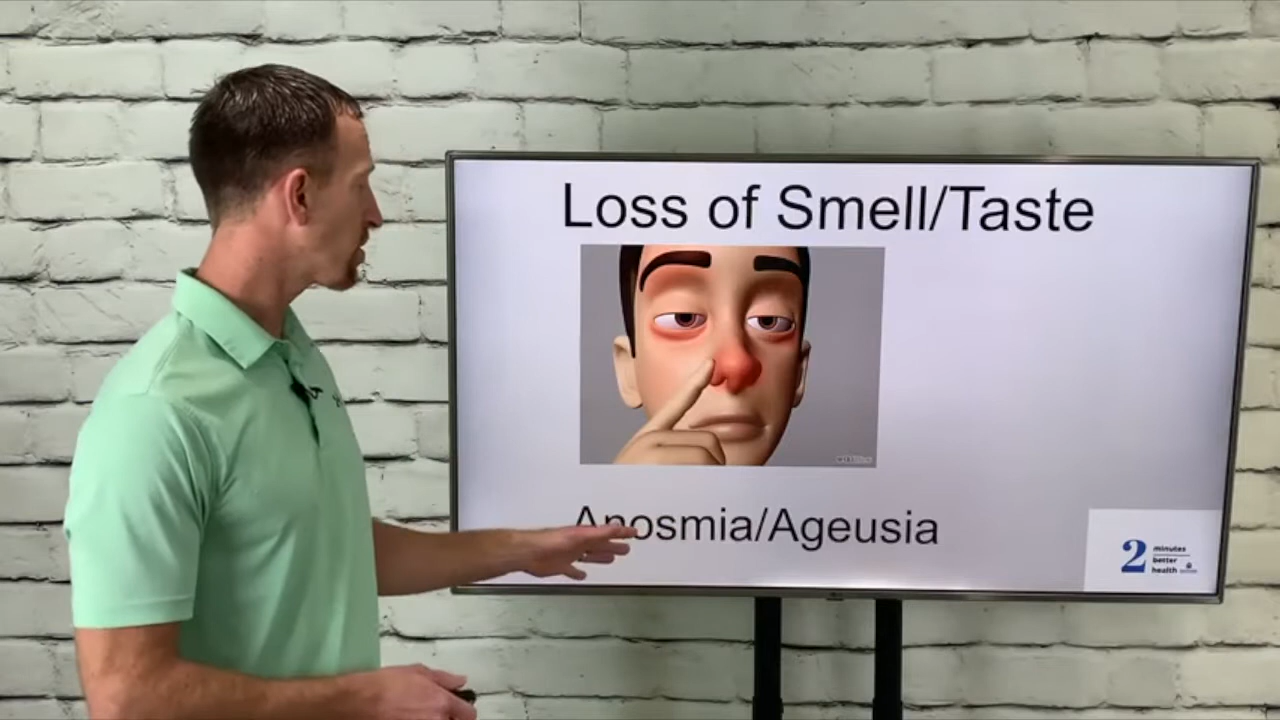 Loss of Smell/Taste
Anosmia/Ageusia
2
minutes
better
health